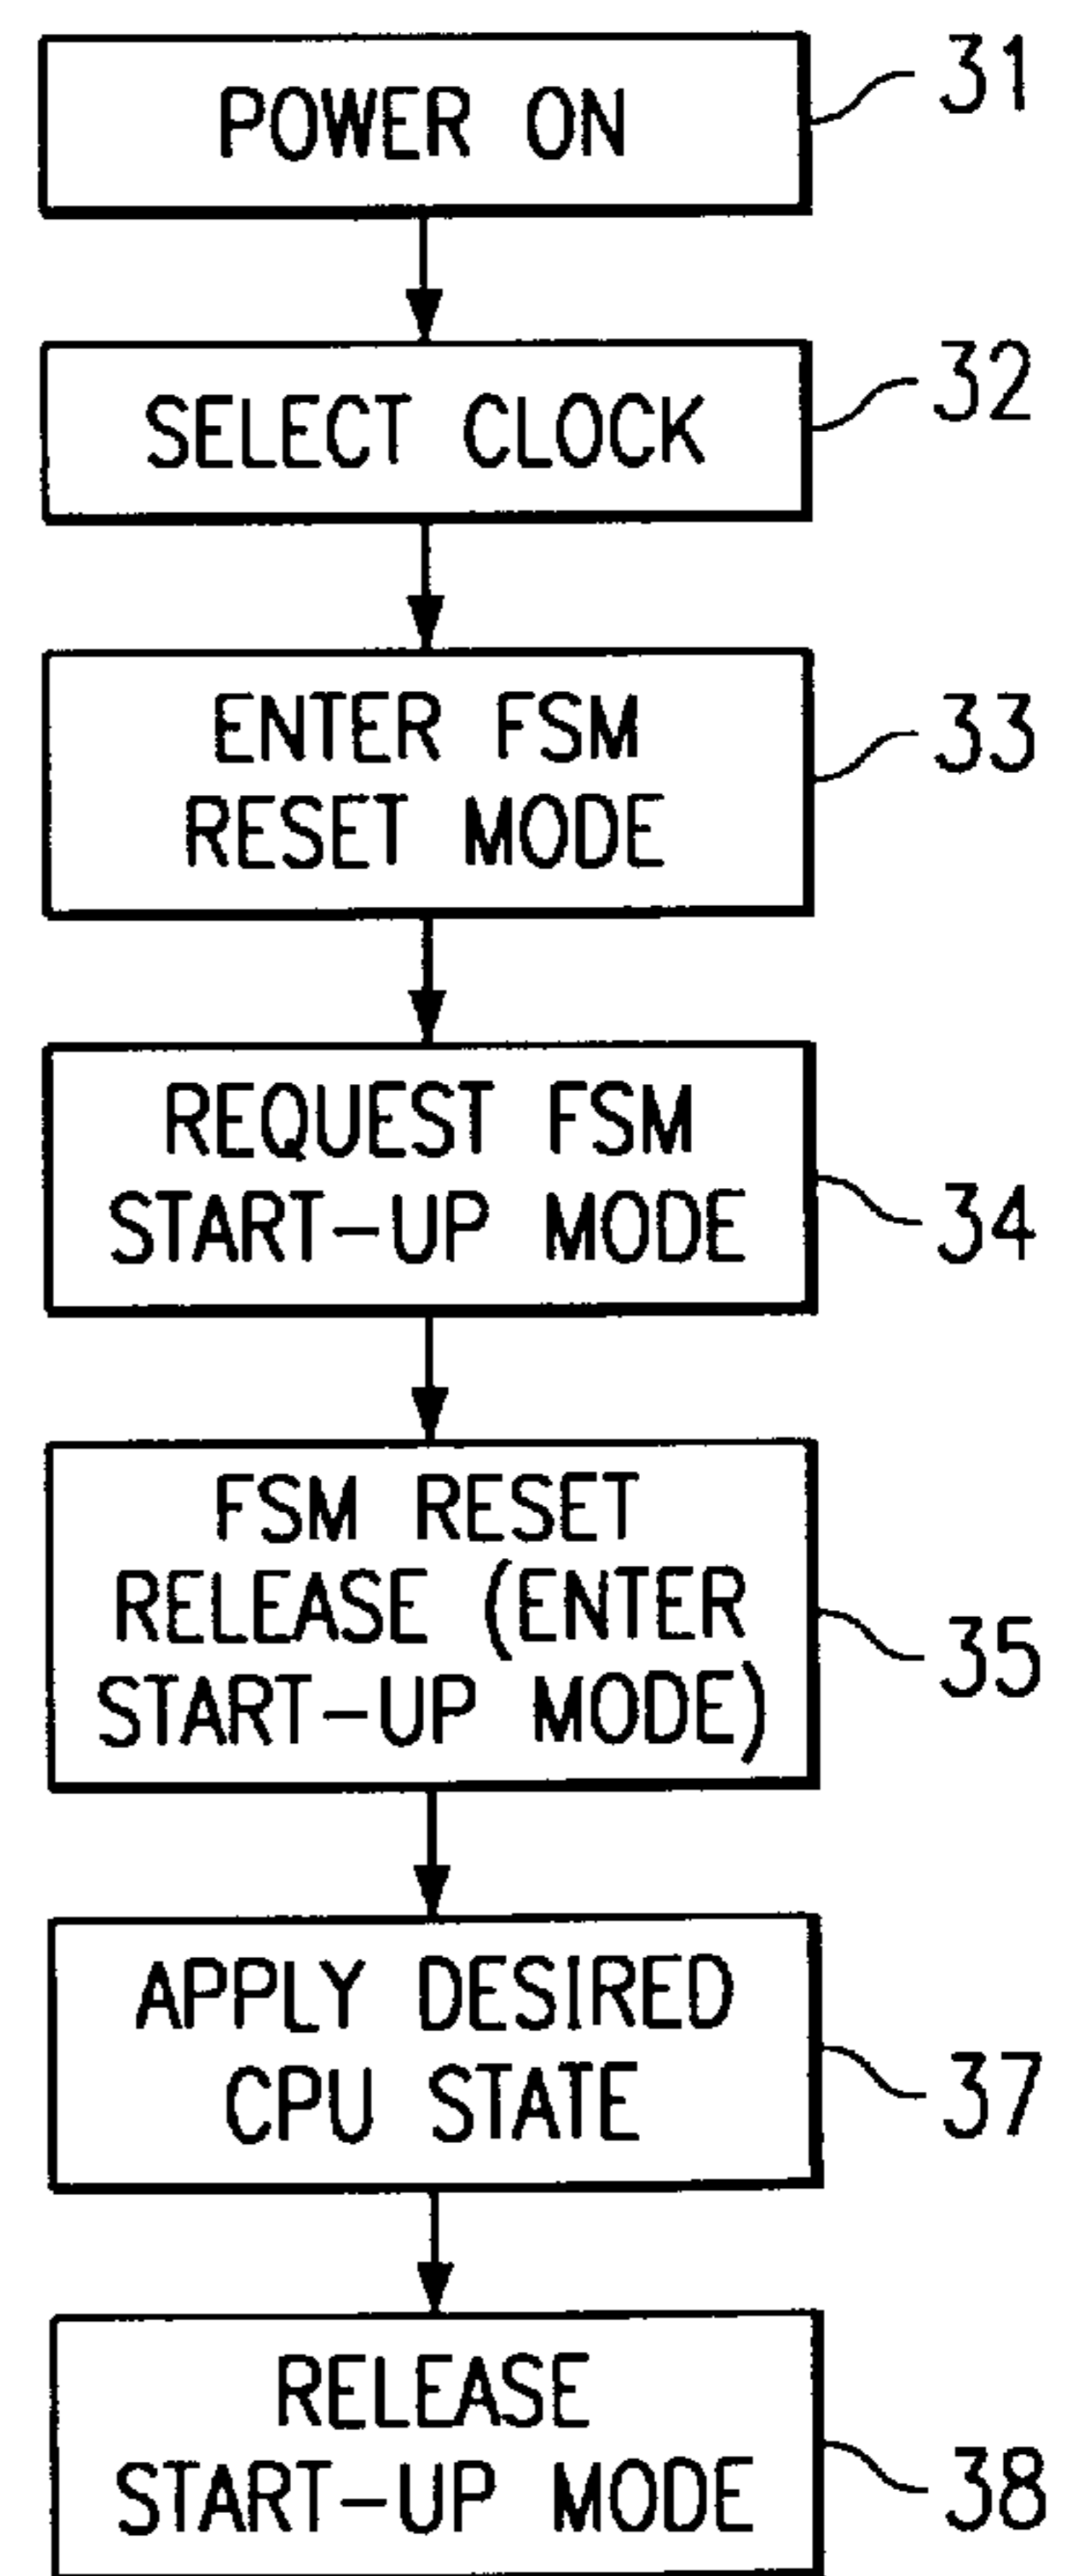 POWER ON
31
SELECT CLOCK
32
ENTER FSM
RESET MODE
33
REQUEST FSM
START-UP MODE
34
FSM RESET
RELEASE (ENTER
START-UP MODE)
35
APPLY DESIRED
CPU STATE
37
RELEASE
START-UP MODE
38